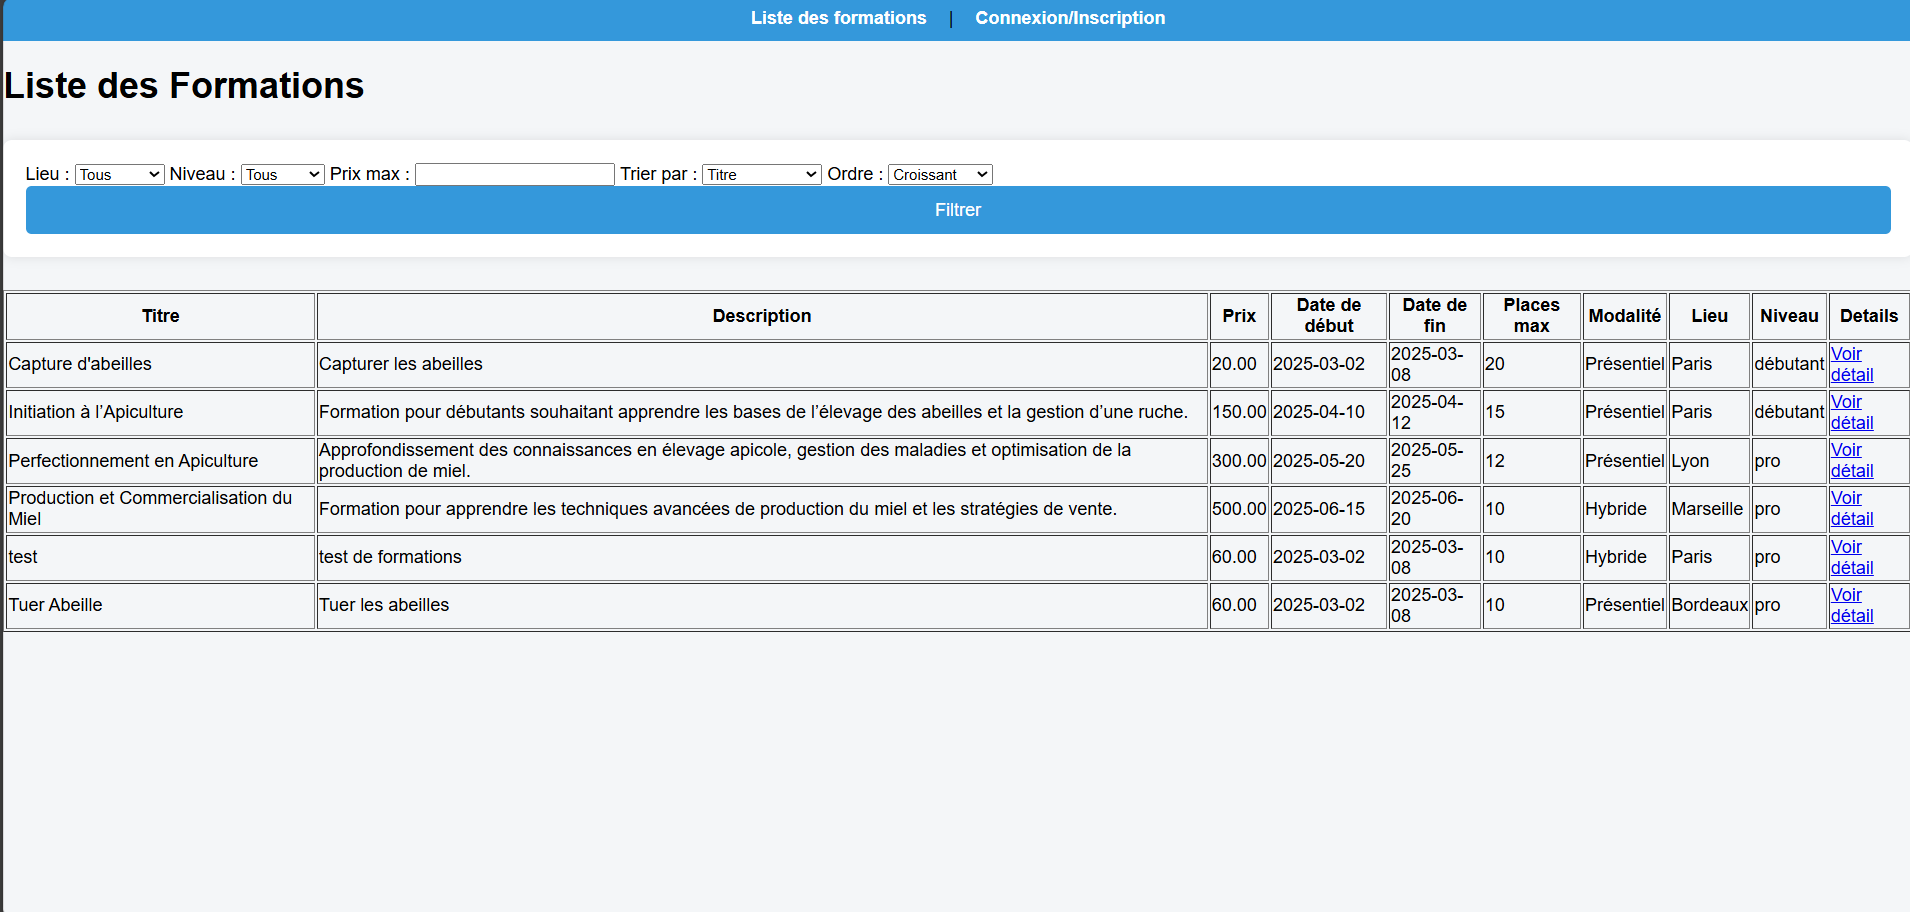 Liste des formations | Connexion/Inscription
Liste des Formations
Lieu : Tous Niveau : Tous Prix max : Trier par : Titre Ordre : Croissant
Filtrer
Titre Description Prix Date de début Date de fin Places max Modalité Lieu Niveau Details
Capture d'abeilles Capturer les abeilles 20.00 2025-03-02 2025-03-08 20 Présentiel Paris débutant Voir détail
Initiation à l’Apiculture Formation pour débutants souhaitant apprendre les bases de l’élevage des abeilles et la gestion d’une ruche. 150.00 2025-04-10 2025-04-12 15 Présentiel Paris débutant Voir détail
Perfectionnement en Apiculture Approfondissement des connaissances en élevage apicole, gestion des maladies et optimisation de la production de miel. 300.00 2025-05-20 2025-05-25 12 Présentiel Lyon pro Voir détail
Production et Commercialisation du Miel Formation pour apprendre les techniques avancées de production du miel et les stratégies de vente. 500.00 2025-06-15 2025-06-20 10 Hybride Marseille pro Voir détail
test test de formations 60.00 2025-03-02 2025-03-08 10 Hybride Paris pro Voir détail
Tuer Abeille Tuer les abeilles 60.00 2025-03-02 2025-03-08 10 Présentiel Bordeaux pro Voir détail